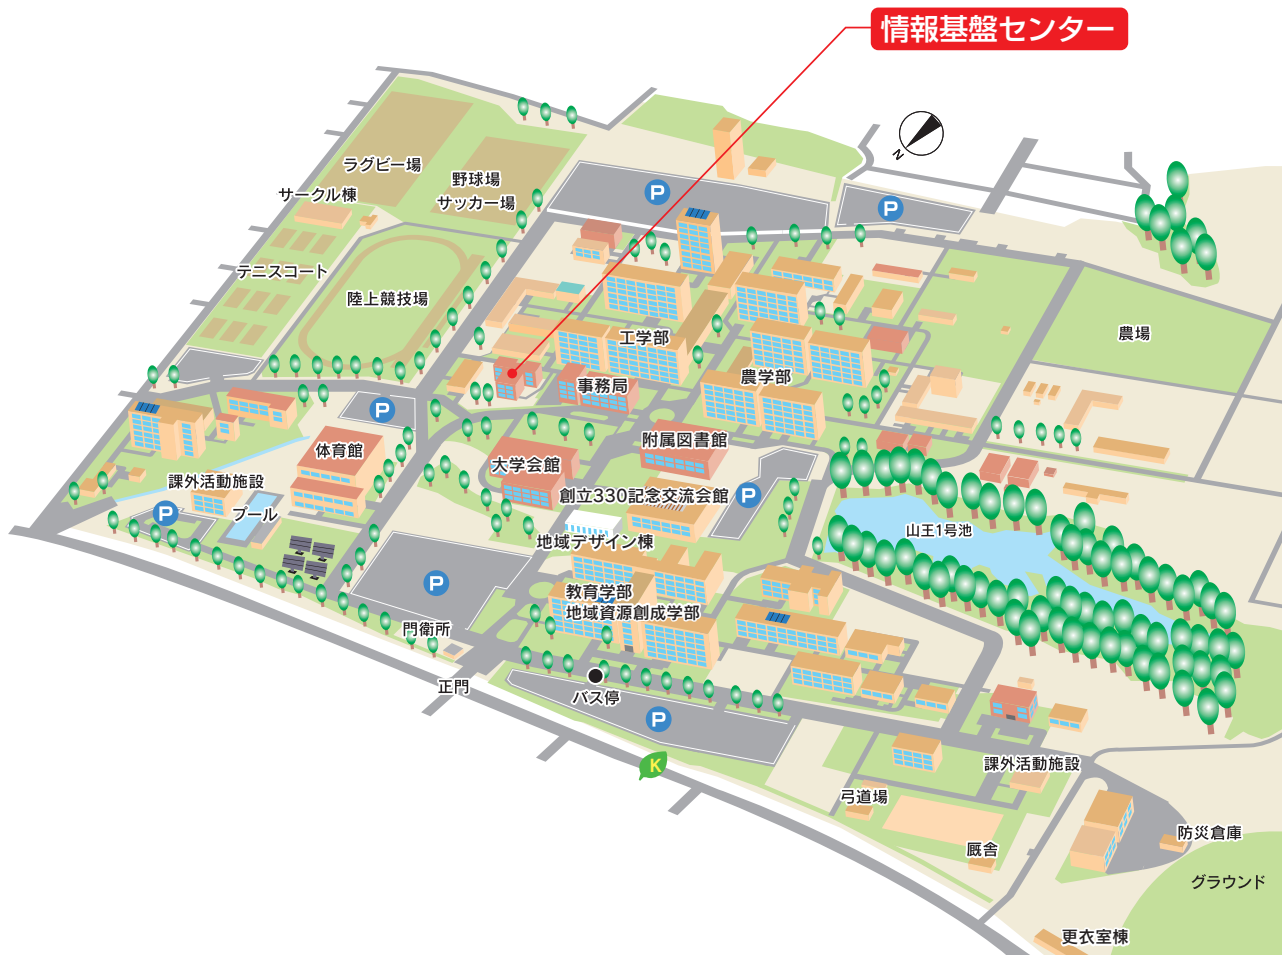 情報基盤センター
N
ラグビー場
野球場
サッカー場
サークル棟
P
P
テニスコート
陸上競技場
工学部
農場
事務局
農学部
P
体育館
附属図書館
大学会館
課外活動施設
創立330記念交流会館
P
P
プール
山王1号池
地域デザイン棟
P
教育学部
地域資源創成学部
門衛所
正門
バス停
P
K
課外活動施設
弓道場
防災倉庫
厩舎
グラウンド
更衣室棟